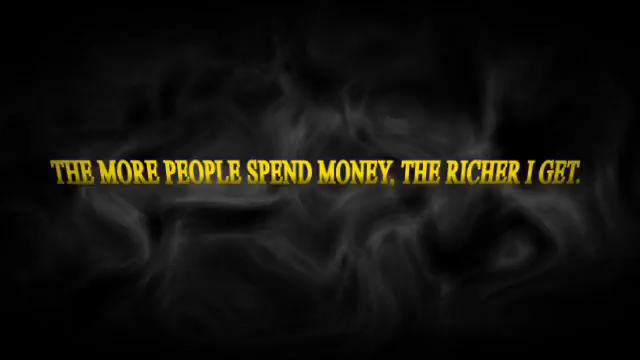 THE MORE PEOPLE SPEND MONEY, THE RICHER I GET.